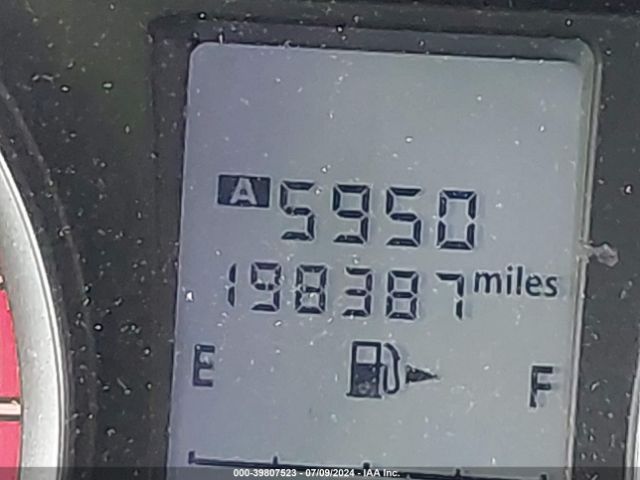 A 5950
198387 miles
E F
000-39807523 - 07/09/2024 - IAA Inc.